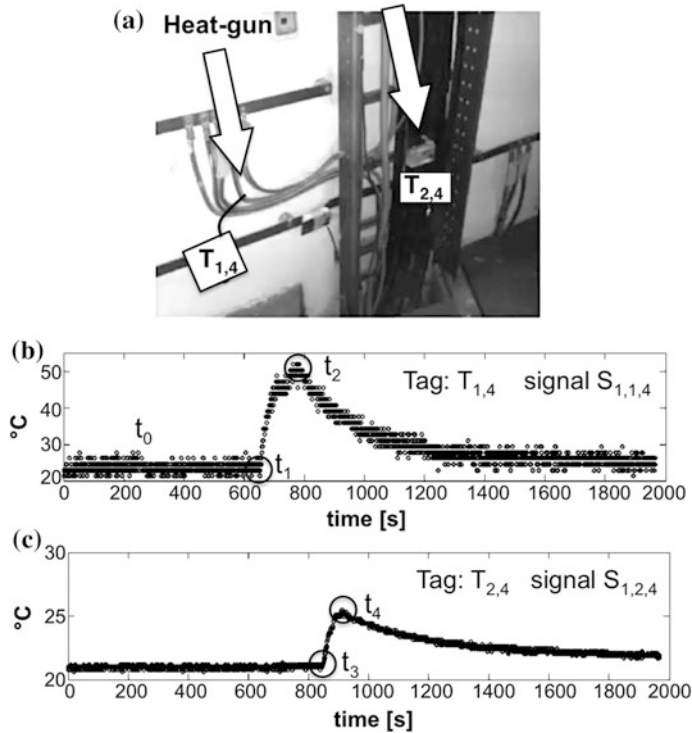 (a)
Heat-gun
T1,4
T2,4
(b)
50
40
30
20
°C
t0
t1
t2
Tag: T1,4 signal S1,1,4
0 200 400 600 800 1000 1200 1400 1600 1800 2000
time [s]
(c)
30
25
20
°C
t3
t4
Tag: T2,4 signal S1,2,4
0 200 400 600 800 1000 1200 1400 1600 1800 2000
time [s]